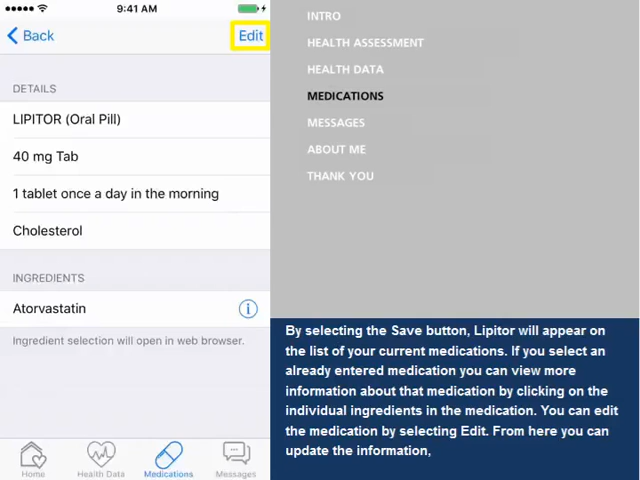 9:41 AM
Back
Edit
DETAILS
LIPITOR (Oral Pill)
40 mg Tab
1 tablet once a day in the morning
Cholesterol
INGREDIENTS
Atorvastatin
Ingredient selection will open in web browser.
Home
Health Data
Medications
Messages
INTRO
HEALTH ASSESSMENT
HEALTH DATA
MEDICATIONS
MESSAGES
ABOUT ME
THANK YOU
By selecting the Save button, Lipitor will appear on
the list of your current medications. If you select an
already entered medication you can view more
information about that medication by clicking on the
individual ingredients in the medication. You can edit
the medication by selecting Edit. From here you can
update the information,